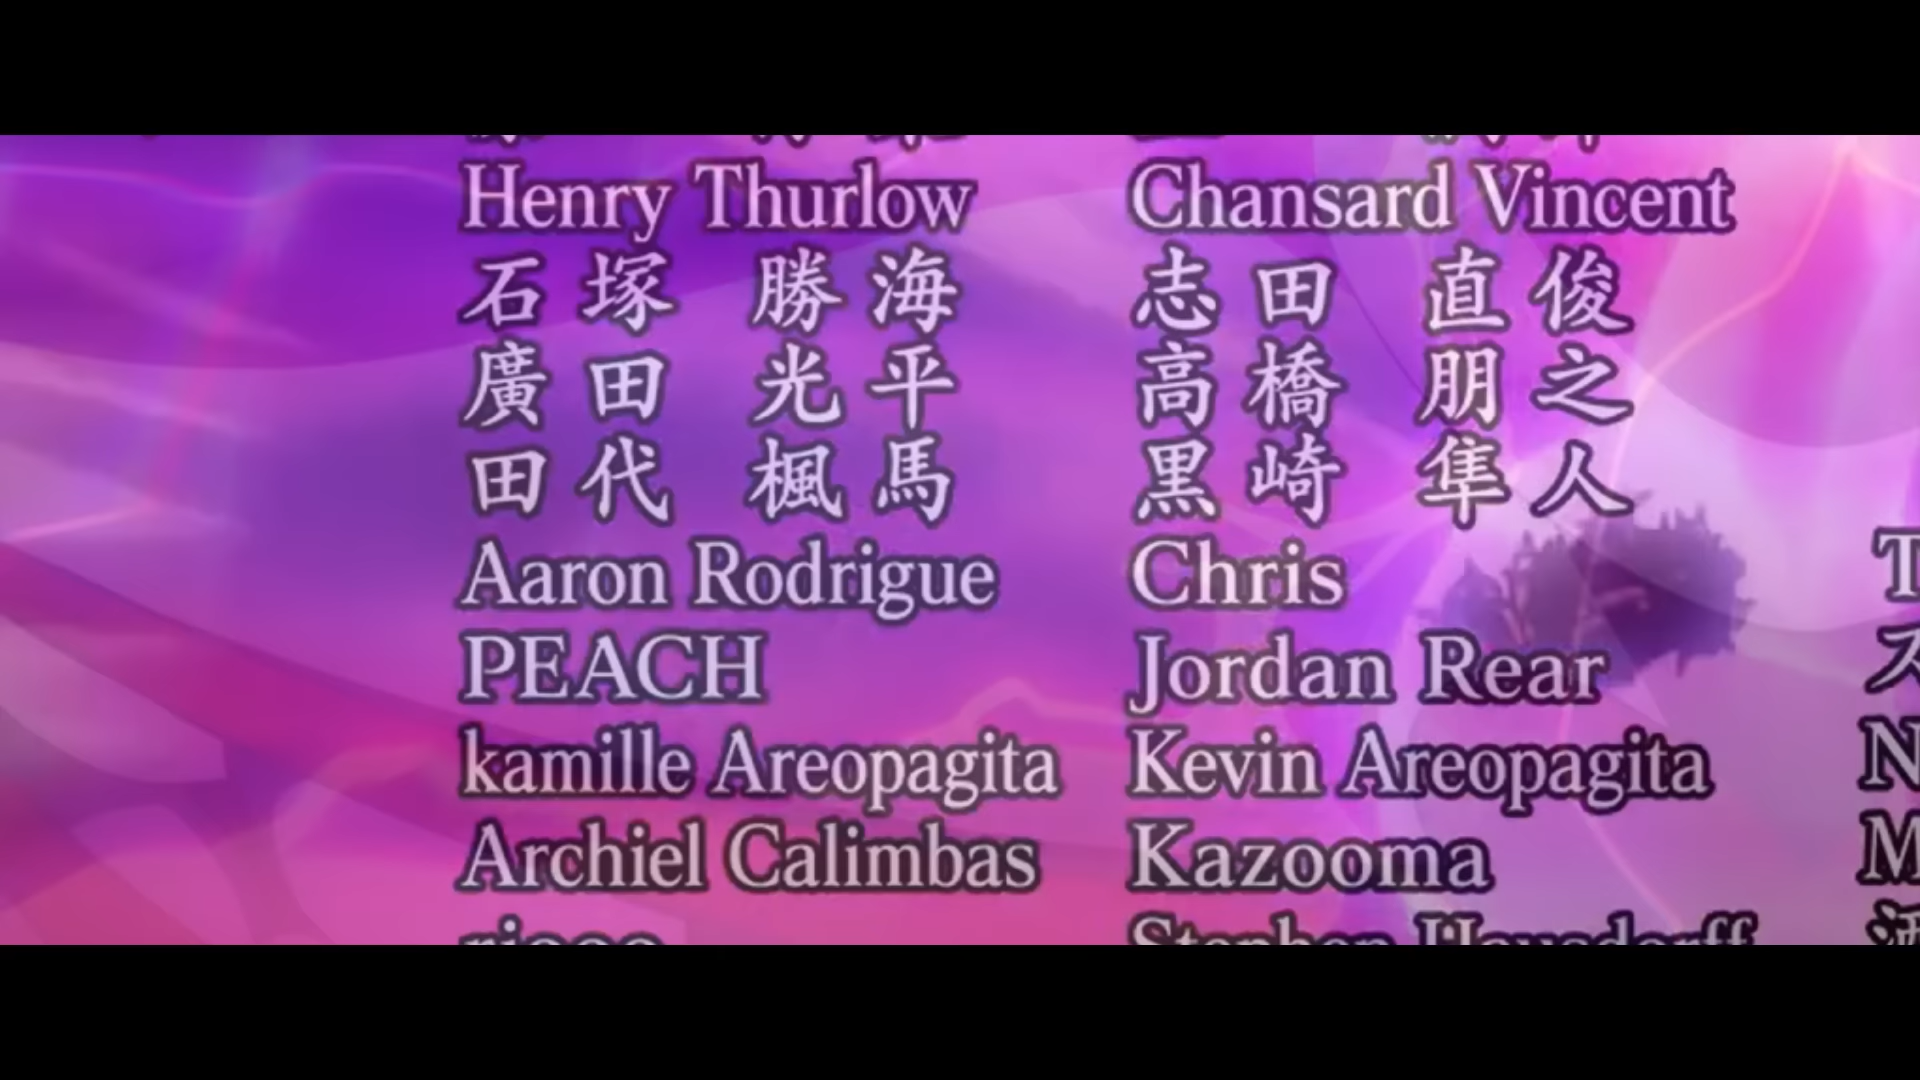 Henry Thurlow Chansard Vincent
石塚 勝海 志田 直俊
廣田 光平 高橋 朋之
田代 楓馬 黒崎 隼人
Aaron Rodrigue Chris
PEACH Jordan Rear
kamille Areopagita Kevin Areopagita
Archiel Calimbas Kazooma